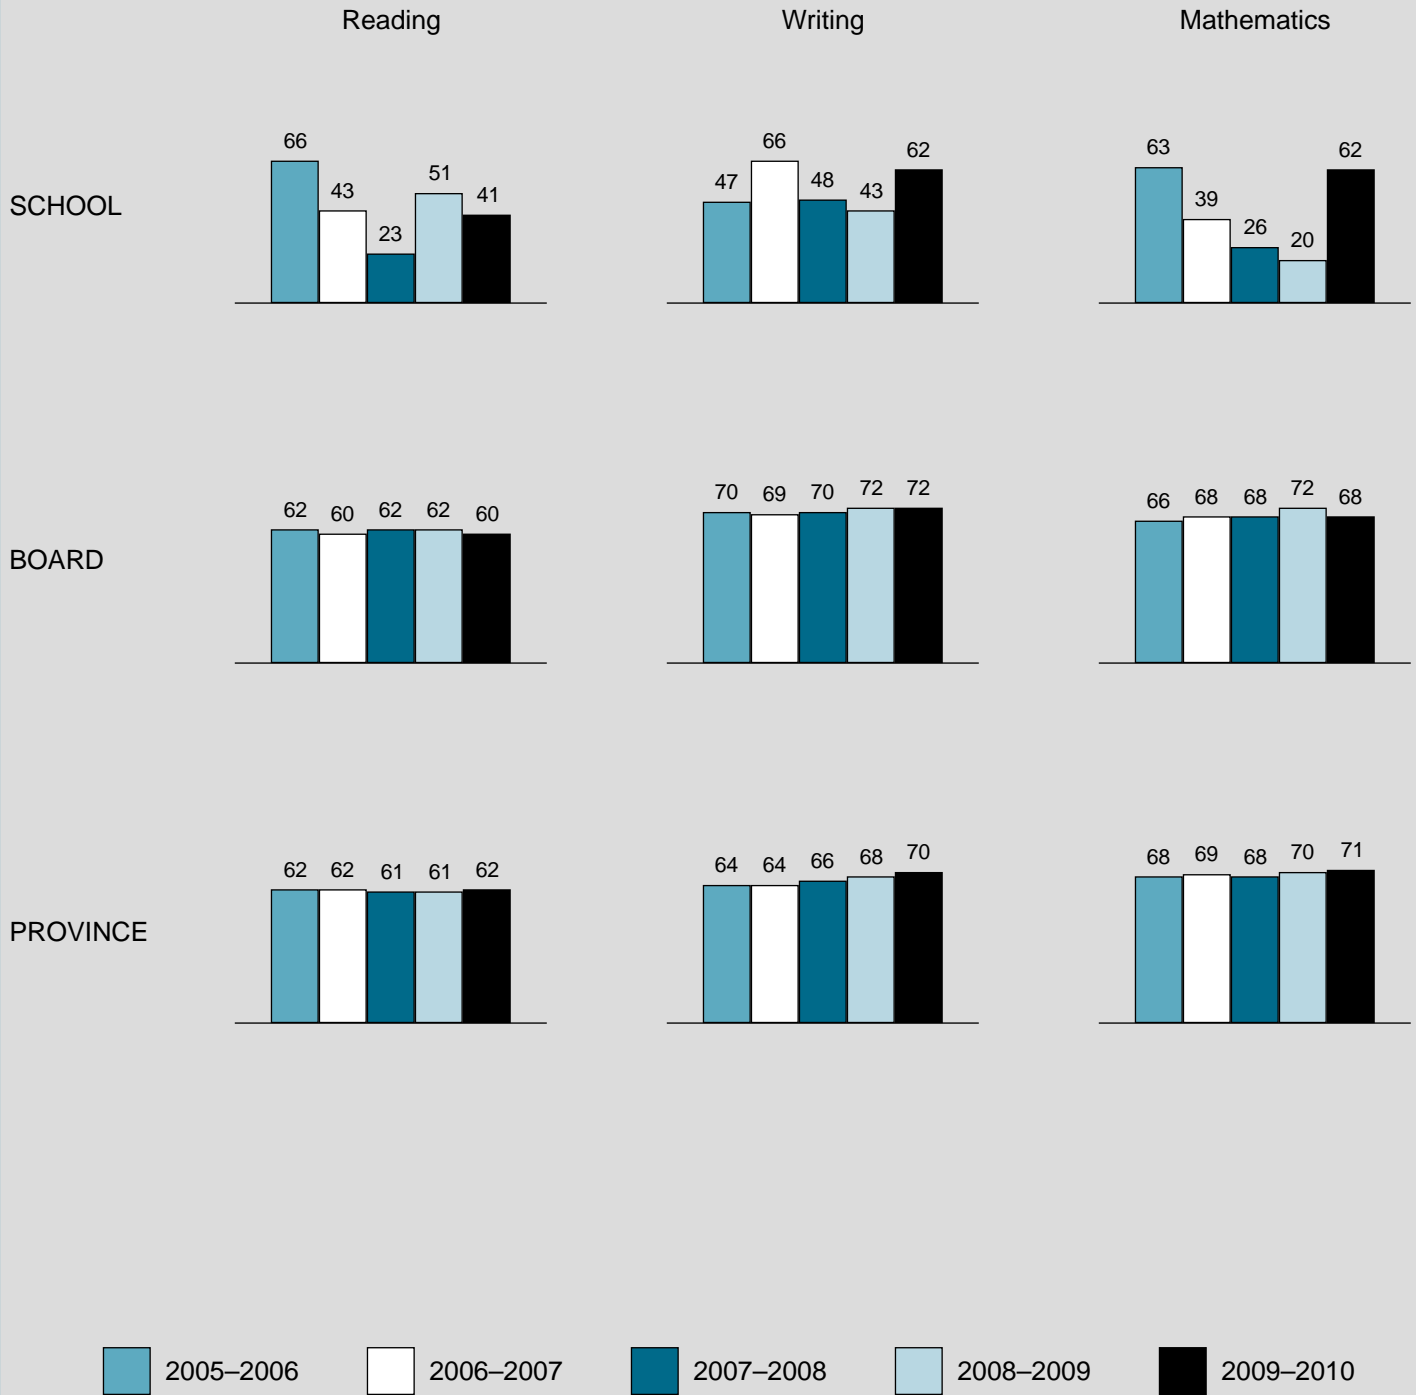 Reading Writing Mathematics
SCHOOL
66 43 23 51 41
47 66 48 43 62
63 39 26 20 62
BOARD
62 60 62 62 60
70 69 70 72 72
66 68 68 72 68
PROVINCE
62 62 61 61 62
64 64 66 68 70
68 69 68 70 71
2005–2006 2006–2007 2007–2008 2008–2009 2009–2010